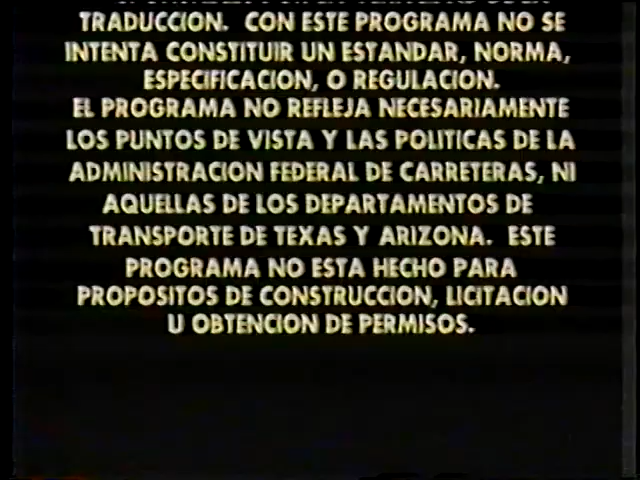 TRADUCCION. CON ESTE PROGRAMA NO SE
INTENTA CONSTITUIR UN ESTANDAR, NORMA,
ESPECIFICACION, O REGULACION.
EL PROGRAMA NO REFLEJA NECESARIAMENTE
LOS PUNTOS DE VISTA Y LAS POLITICAS DE LA
ADMINISTRACION FEDERAL DE CARRETERAS, NI
AQUELLAS DE LOS DEPARTAMENTOS DE
TRANSPORTE DE TEXAS Y ARIZONA. ESTE
PROGRAMA NO ESTA HECHO PARA
PROPOSITOS DE CONSTRUCCION, LICITACION
U OBTENCION DE PERMISOS.